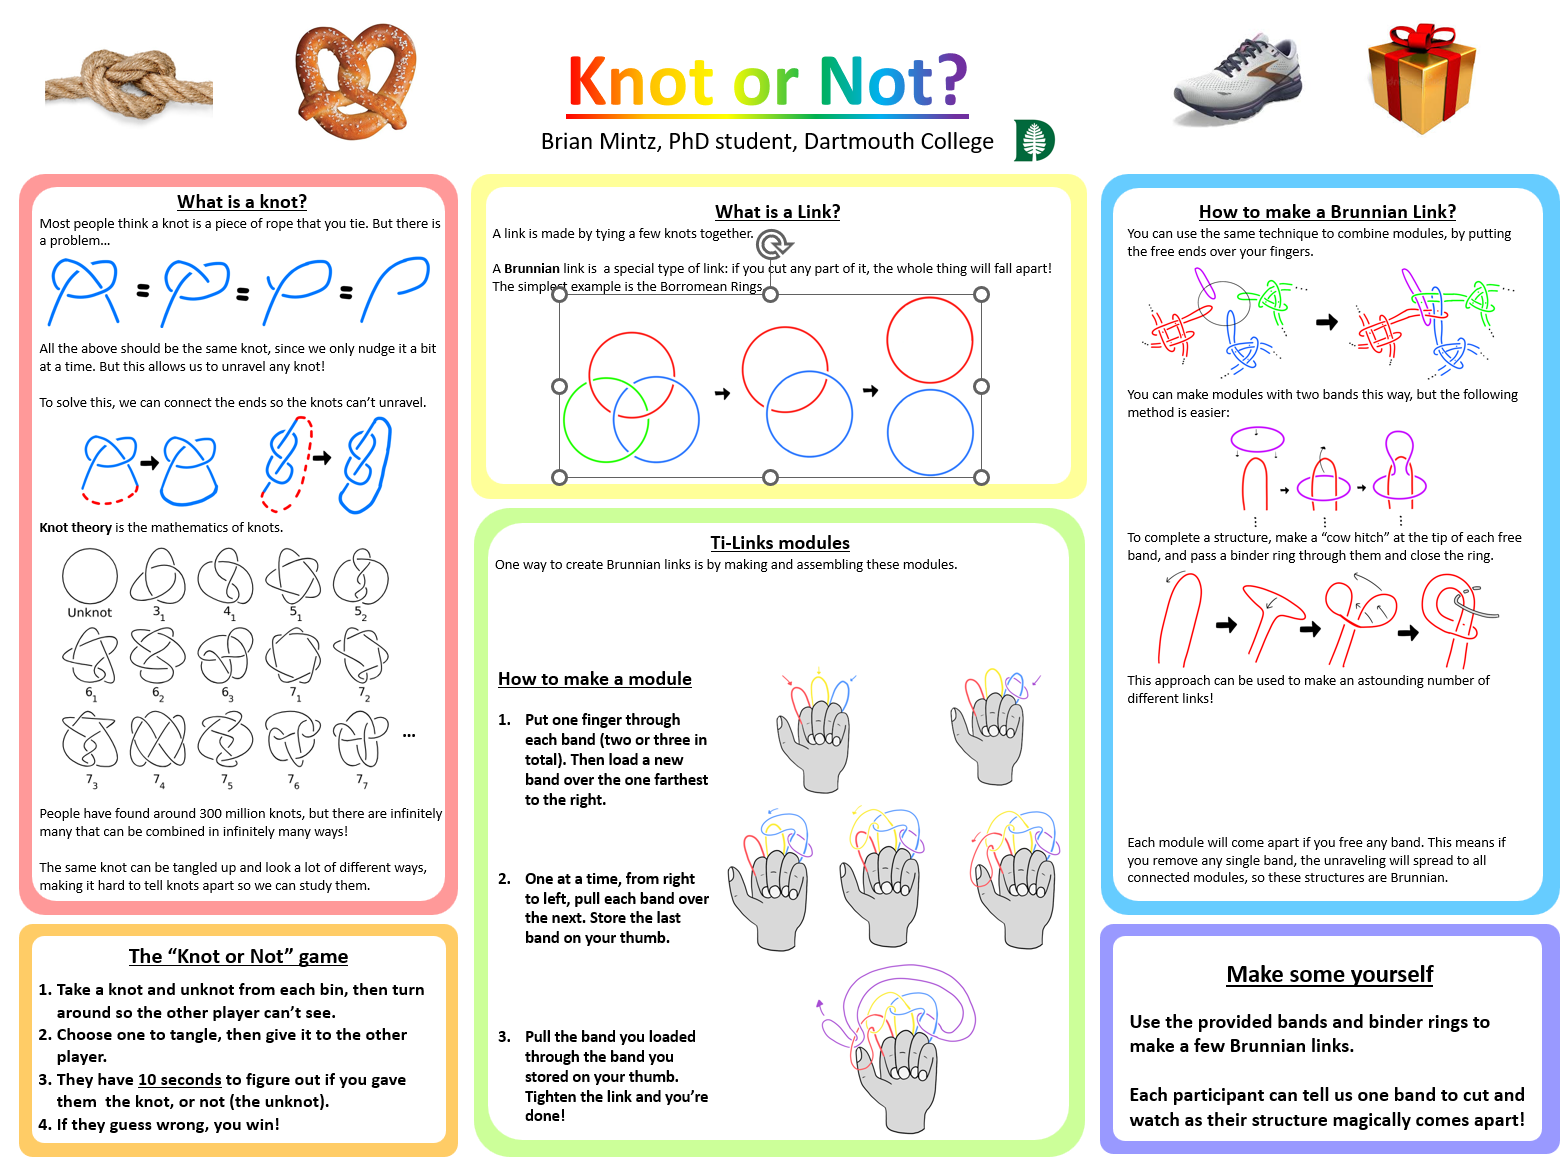 Knot or Not?
Brian Mintz, PhD student, Dartmouth College
D
What is a knot?
Most people think a knot is a piece of rope that you tie. But there is
a problem...
= = =
All the above should be the same knot, since we only nudge it a bit
at a time. But this allows us to unravel any knot!
To solve this, we can connect the ends so the knots can't unravel.
Knot theory is the mathematics of knots.
Unknot 3₁ 4₁ 5₁ 5₂
6₁ 6₂ 6₃ 7₁ 7₂
...
7₃ 7₄ 7₅ 7₆ 7₇
People have found around 300 million knots, but there are infinitely
many that can be combined in infinitely many ways!
The same knot can be tangled up and look a lot of different ways,
making it hard to tell knots apart so we can study them.
The “Knot or Not” game
1. Take a knot and unknot from each bin, then turn
around so the other player can't see.
2. Choose one to tangle, then give it to the other
player.
3. They have 10 seconds to figure out if you gave
them  the knot, or not (the unknot).
4. If they guess wrong, you win!
What is a Link?
A link is made by tying a few knots together.
A Brunnian link is  a special type of link: if you cut any part of it, the whole thing will fall apart!
The simplest example is the Borromean Rings.
Ti-Links modules
One way to create Brunnian links is by making and assembling these modules.
How to make a module
1. Put one finger through
each band (two or three in
total). Then load a new
band over the one farthest
to the right.
2. One at a time, from right
to left, pull each band over
the next. Store the last
band on your thumb.
3. Pull the band you loaded
through the band you
stored on your thumb.
Tighten the link and you're
done!
How to make a Brunnian Link?
You can use the same technique to combine modules, by putting
the free ends over your fingers.
You can make modules with two bands this way, but the following
method is easier:
To complete a structure, make a “cow hitch” at the tip of each free
band, and pass a binder ring through them and close the ring.
This approach can be used to make an astounding number of
different links!
Each module will come apart if you free any band. This means if
you remove any single band, the unraveling will spread to all
connected modules, so these structures are Brunnian.
Make some yourself
Use the provided bands and binder rings to
make a few Brunnian links.
Each participant can tell us one band to cut and
watch as their structure magically comes apart!